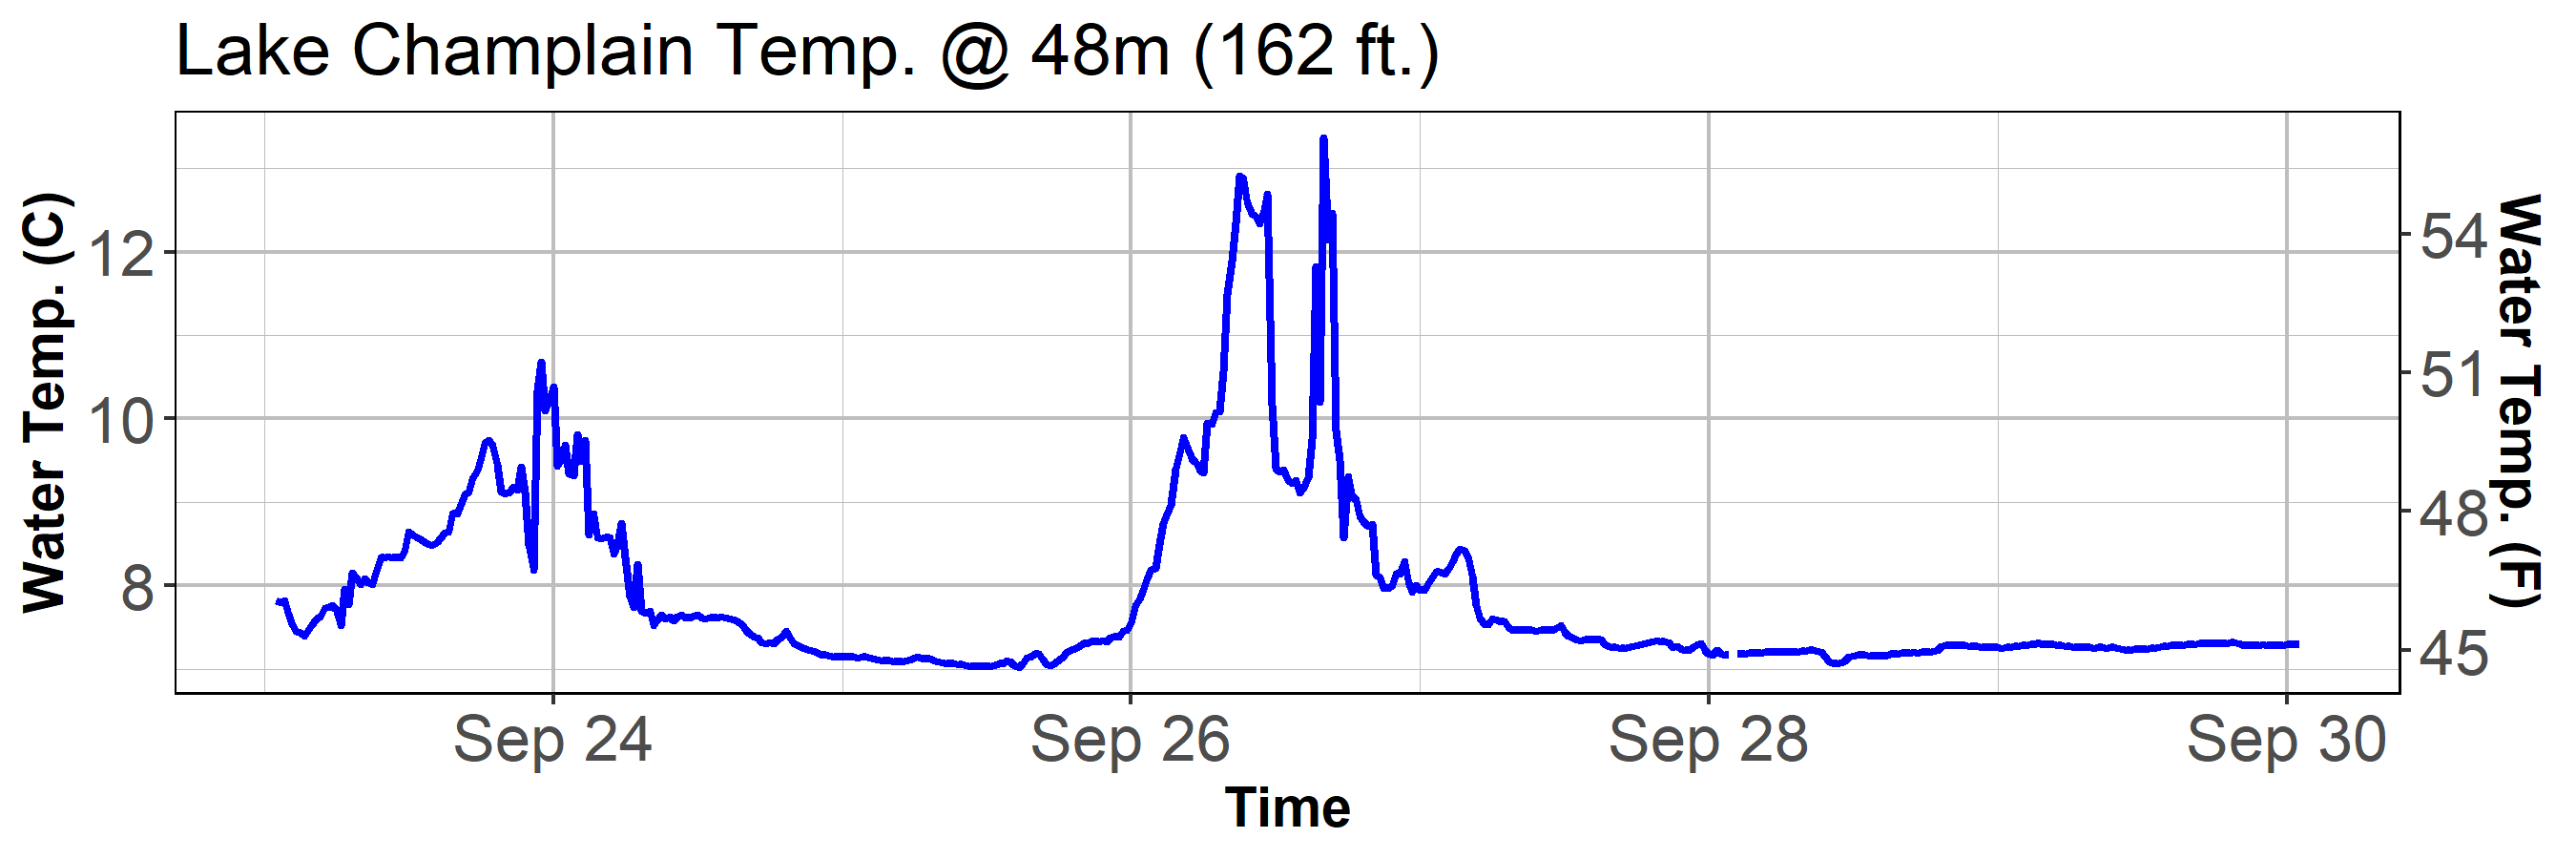 Lake Champlain Temp. @ 48m (162 ft.)
Water Temp. (C)
12
10
8
54
51
48
45
Water Temp. (F)
Sep 24
Sep 26
Sep 28
Sep 30
Time